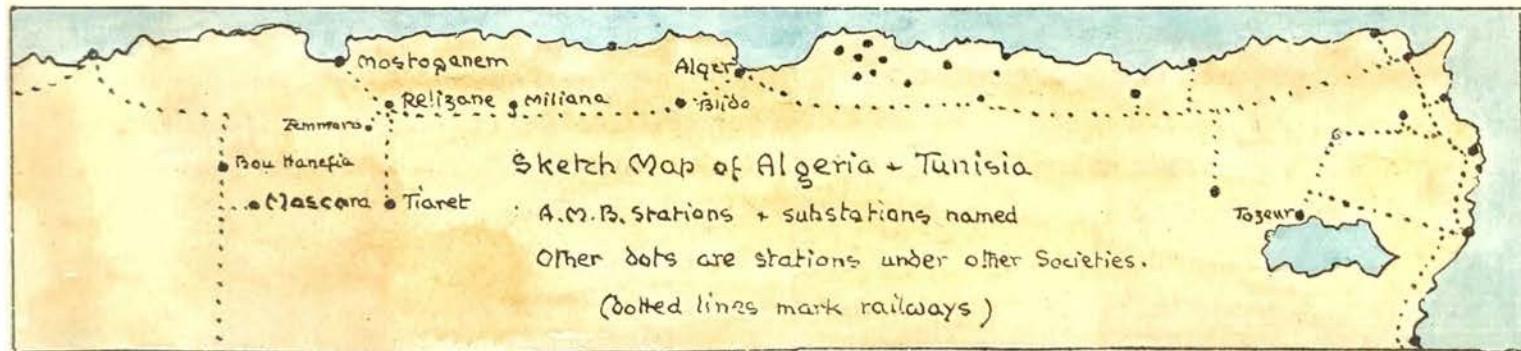 Mostaganem
Alger
Relizane
Miliana
Blida
Zemmora
Bou Hanefia
Sketch Map of Algeria + Tunisia
Mascara
Tiaret
A.M.B. Stations + substations named
Tozeur
Other dots are stations under other Societies.
(dotted lines mark railways)